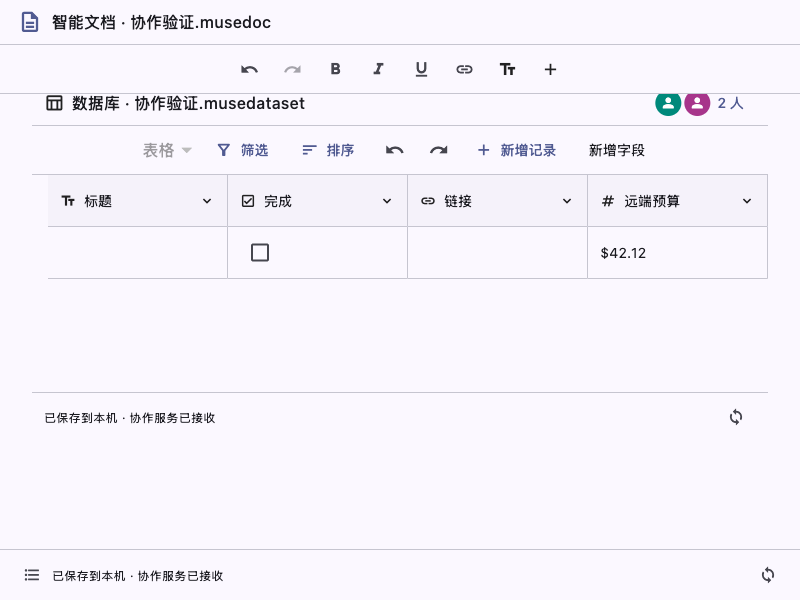 智能文档 · 协作验证.musedoc
B I U Tт
数据库 · 协作验证.musedataset 2 人
表格 筛选 排序 新增记录 新增字段
Tт 标题 完成 链接 # 远端预算
$42.12
已保存到本机 · 协作服务已接收
已保存到本机 · 协作服务已接收